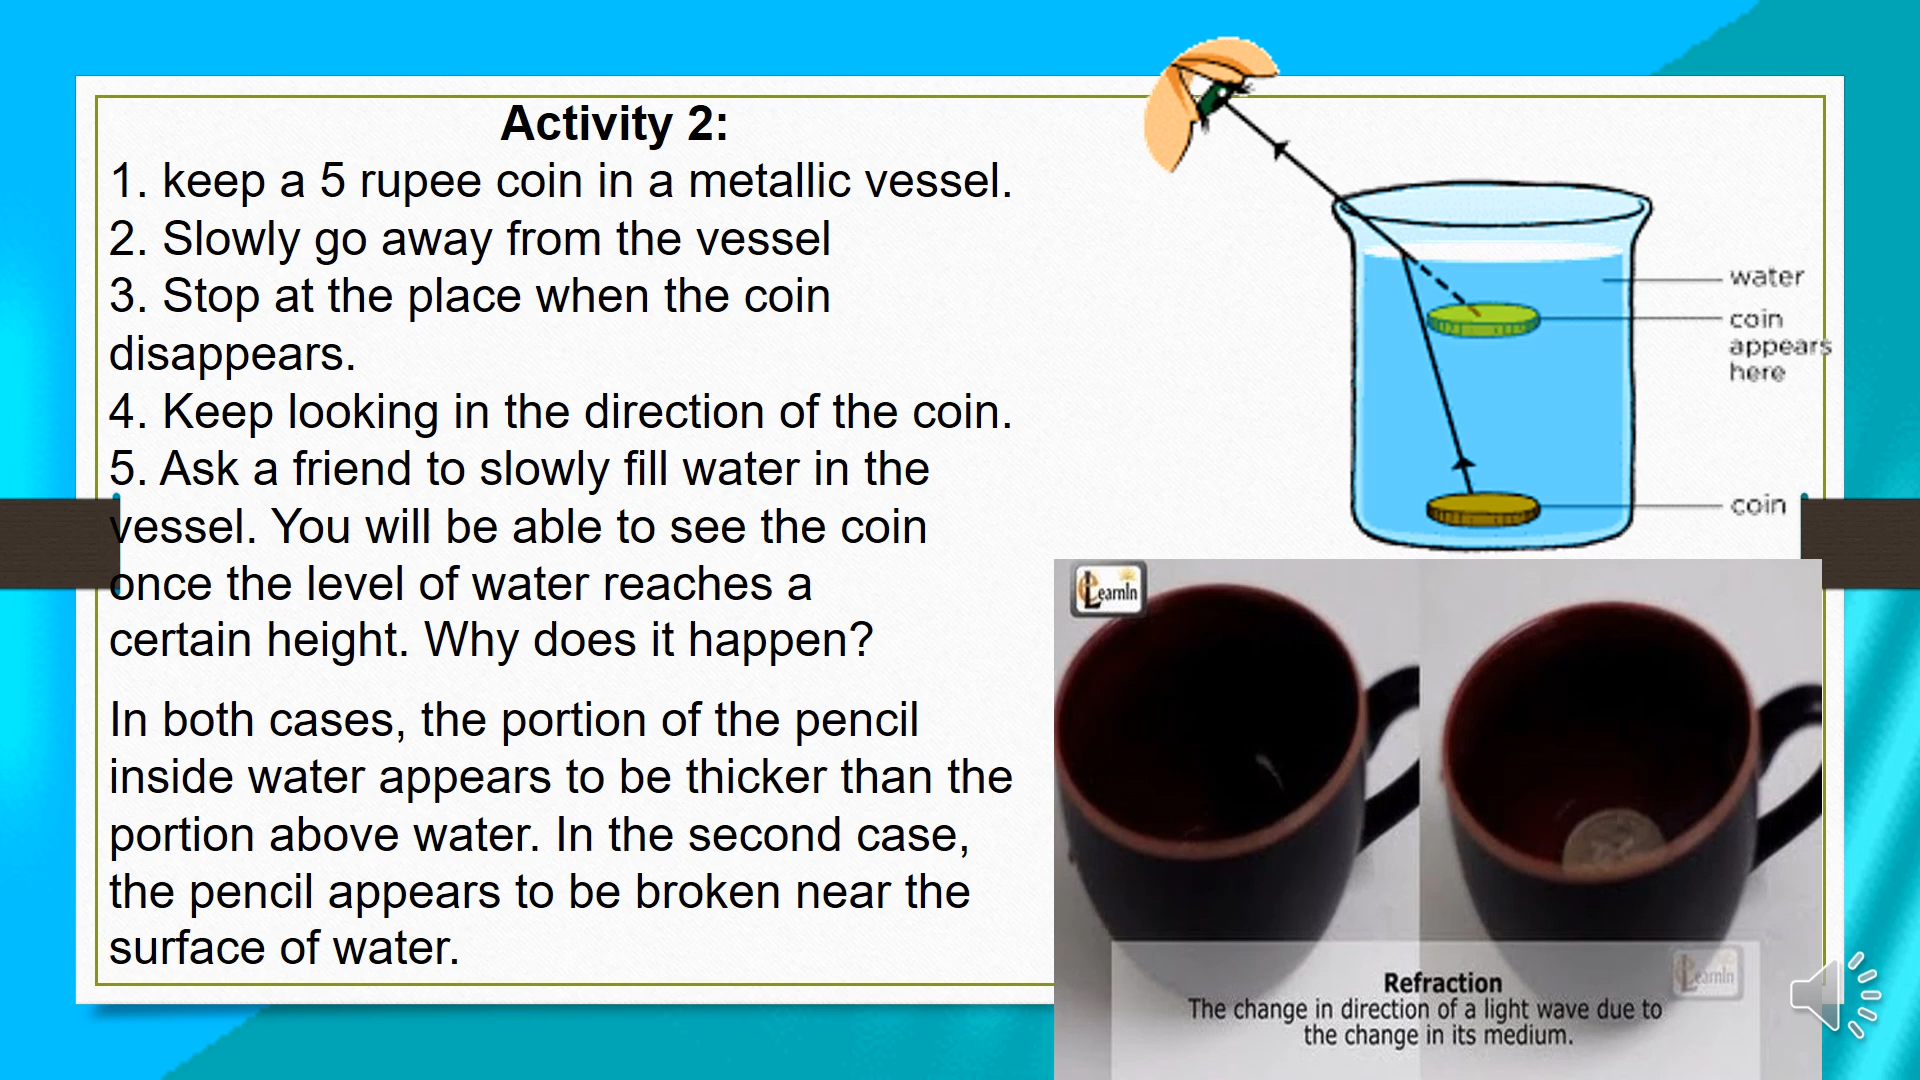 Activity 2:
1. keep a 5 rupee coin in a metallic vessel.
2. Slowly go away from the vessel
3. Stop at the place when the coin
disappears.
4. Keep looking in the direction of the coin.
5. Ask a friend to slowly fill water in the
vessel. You will be able to see the coin
once the level of water reaches a
certain height. Why does it happen?
In both cases, the portion of the pencil
inside water appears to be thicker than the
portion above water. In the second case,
the pencil appears to be broken near the
surface of water.
water
coin
appears
here
coin
eLearnIn
eLearnIn
Refraction
The change in direction of a light wave due to
the change in its medium.